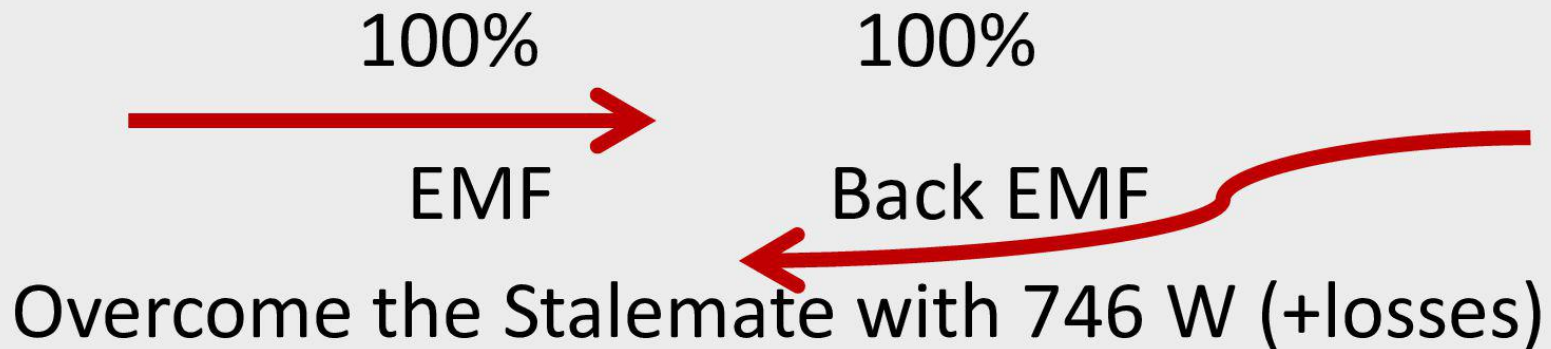 100% 100%
EMF Back EMF
Overcome the Stalemate with 746 W (+losses)